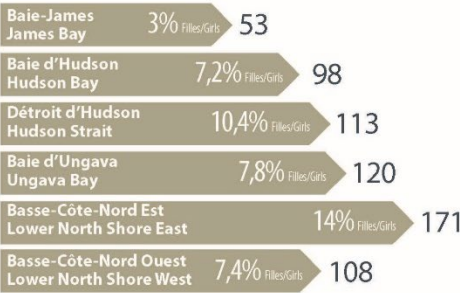 Baie-James
James Bay
3% Filles/Girls 53
Baie d'Hudson
Hudson Bay
7,2% Filles/Girls 98
Détroit d'Hudson
Hudson Strait
10,4% Filles/Girls 113
Baie d'Ungava
Ungava Bay
7,8% Filles/Girls 120
Basse-Côte-Nord Est
Lower North Shore East
14% Filles/Girls 171
Basse-Côte-Nord Ouest
Lower North Shore West
7,4% Filles/Girls 108